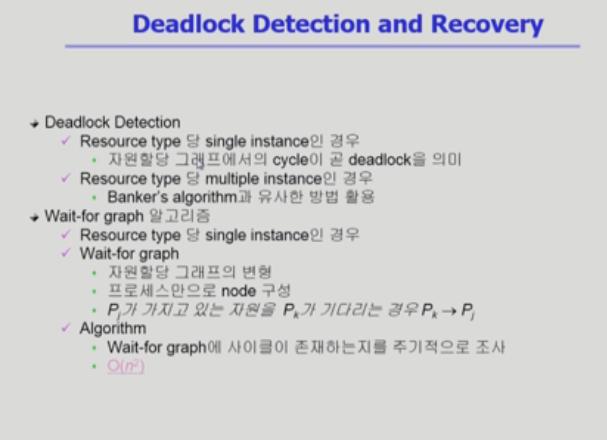 Deadlock Detection and Recovery
Deadlock Detection
Resource type 당 single instance인 경우
자원할당 그래프에서의 cycle이 곧 deadlock을 의미
Resource type 당 multiple instance인 경우
Banker's algorithm과 유사한 방법 활용
Wait-for graph 알고리즘
Resource type 당 single instance인 경우
Wait-for graph
자원할당 그래프의 변형
프로세스만으로 node 구성
Pj가 가지고 있는 자원을 Pk가 기다리는 경우 Pk → Pj
Algorithm
Wait-for graph에 사이클이 존재하는지를 주기적으로 조사
O(n²)